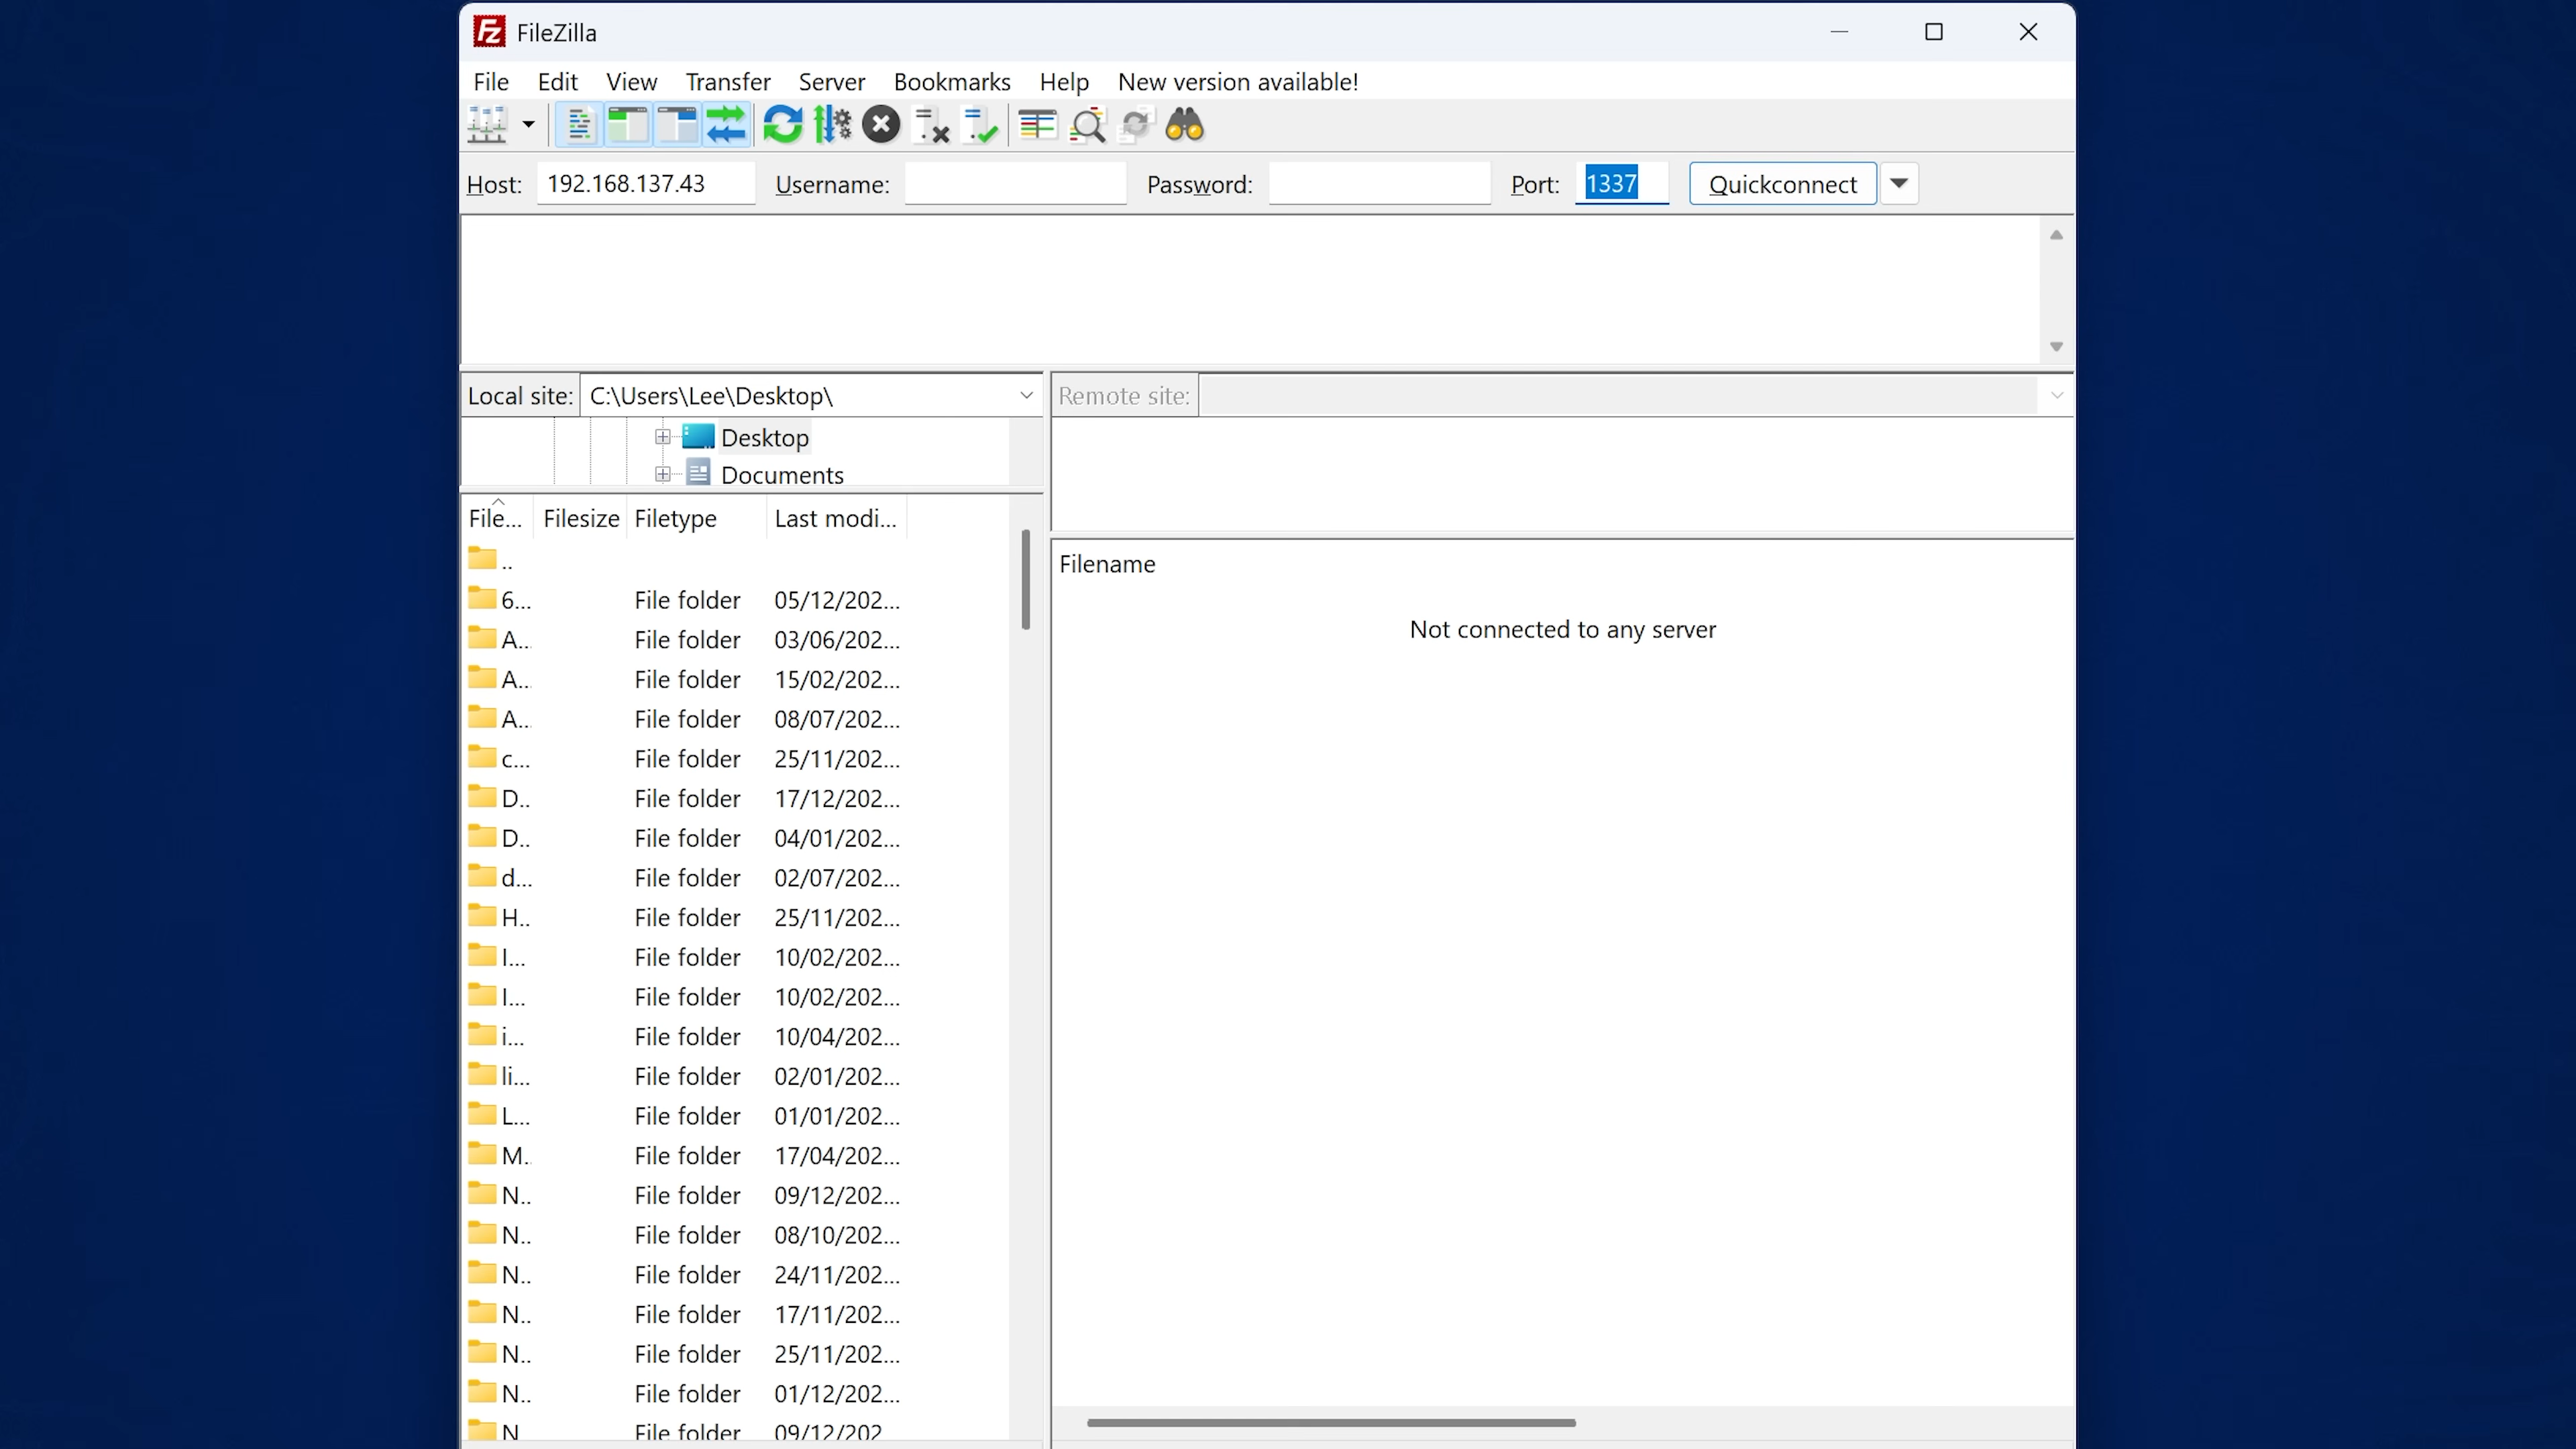 FileZilla
File Edit View Transfer Server Bookmarks Help New version available!
Host: 192.168.137.43 Username: Password: Port: 1337 Quickconnect
Local site: C:\Users\Lee\Desktop\ Remote site:
Desktop
Documents
File... Filesize Filetype Last modi...
Filename
Not connected to any server
..
6... File folder 05/12/202...
A.. File folder 03/06/202...
A.. File folder 15/02/202...
A.. File folder 08/07/202...
c... File folder 25/11/202...
D.. File folder 17/12/202...
D.. File folder 04/01/202...
d... File folder 02/07/202...
H.. File folder 25/11/202...
I... File folder 10/02/202...
I... File folder 10/02/202...
i... File folder 10/04/202...
li... File folder 02/01/202...
L... File folder 01/01/202...
M. File folder 17/04/202...
N.. File folder 09/12/202...
N.. File folder 08/10/202...
N.. File folder 24/11/202...
N.. File folder 17/11/202...
N.. File folder 25/11/202...
N.. File folder 01/12/202...
N File folder 09/12/202